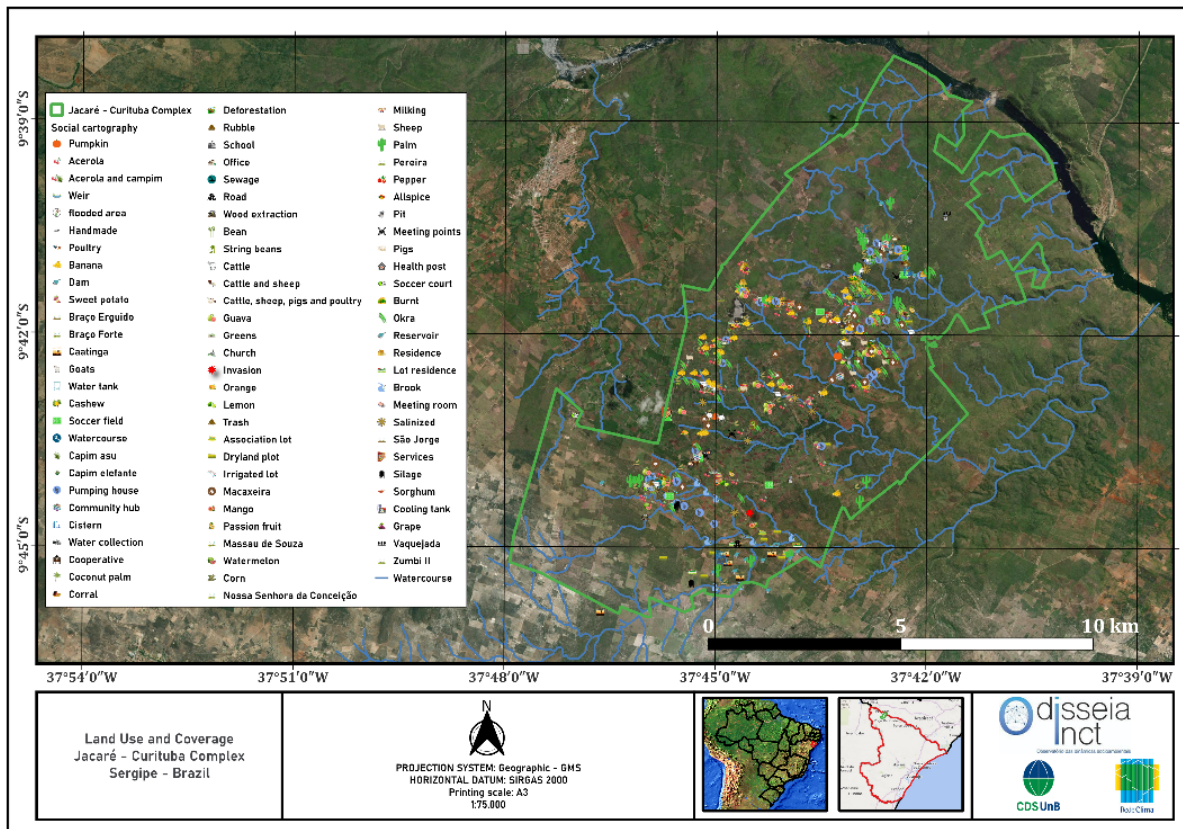 Jacaré - Curituba Complex
Social cartography
Pumpkin
Acerola
Acerola and campim
Weir
flooded area
Handmade
Poultry
Banana
Dam
Sweet potato
Braço Erguido
Braço Forte
Caatinga
Goats
Water tank
Cashew
Soccer field
Watercourse
Capim asu
Capim elefante
Pumping house
Community hub
Cistern
Water collection
Cooperative
Coconut palm
Corral
Deforestation
Rubble
School
Office
Sewage
Road
Wood extraction
Bean
String beans
Cattle
Cattle and sheep
Cattle, sheep, pigs and poultry
Guava
Greens
Church
Invasion
Orange
Lemon
Trash
Association lot
Dryland plot
Irrigated lot
Macaxeira
Mango
Passion fruit
Massau de Souza
Watermelon
Corn
Nossa Senhora da Conceição
Milking
Sheep
Palm
Pereira
Pepper
Allspice
Pit
Meeting points
Pigs
Health post
Soccer court
Burnt
Okra
Reservoir
Residence
Lot residence
Brook
Meeting room
Salinized
São Jorge
Services
Silage
Sorghum
Cooling tank
Grape
Vaquejada
Zumbi II
Watercourse
9°39'0"S
9°42'0"S
9°45'0"S
0 5 10 km
37°54'0"W 37°51'0"W 37°48'0"W 37°45'0"W 37°42'0"W 37°39'0"W
Land Use and Coverage
Jacaré - Curituba Complex
Sergipe - Brazil
N
PROJECTION SYSTEM: Geographic - GMS
HORIZONTAL DATUM: SIRGAS 2000
Printing scale: A3
1:75.000
Odisseia
Inct
CDSUnB
Rede Clima